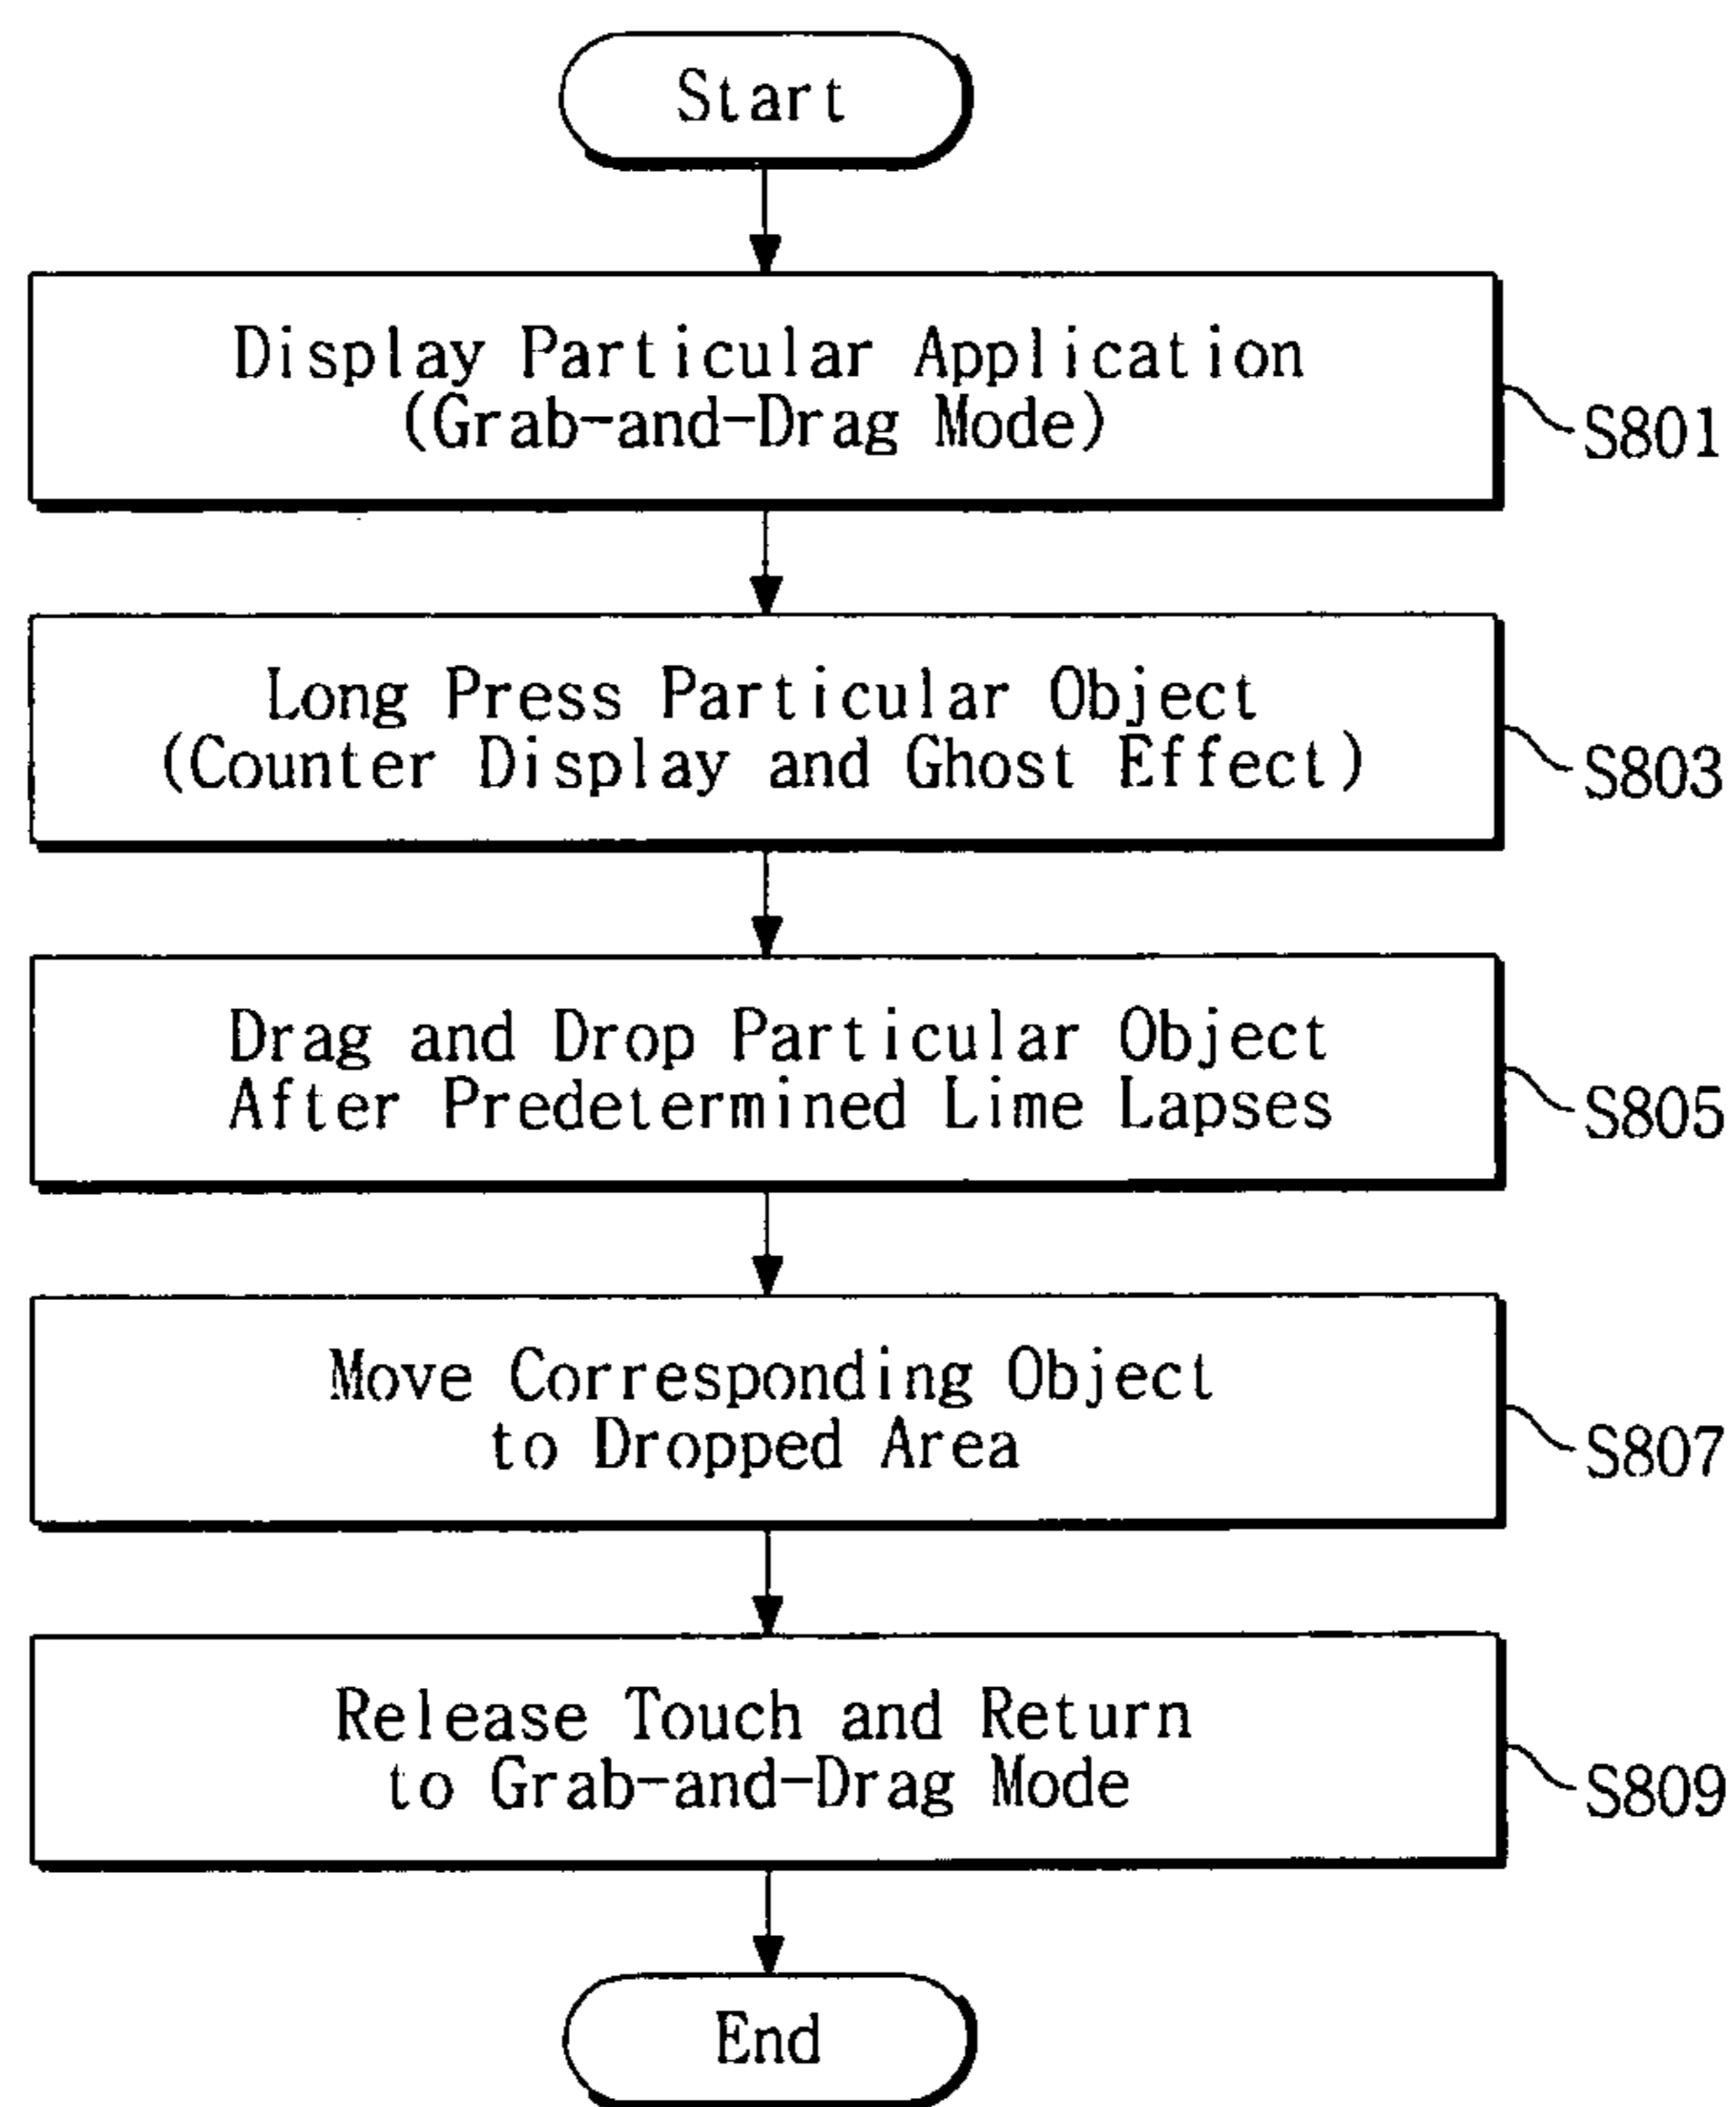 Start
Display Particular Application
(Grab-and-Drag Mode)
S801
Long Press Particular Object
(Counter Display and Ghost Effect)
S803
Drag and Drop Particular Object
After Predetermined Lime Lapses
S805
Move Corresponding Object
to Dropped Area
S807
Release Touch and Return
to Grab-and-Drag Mode
S809
End